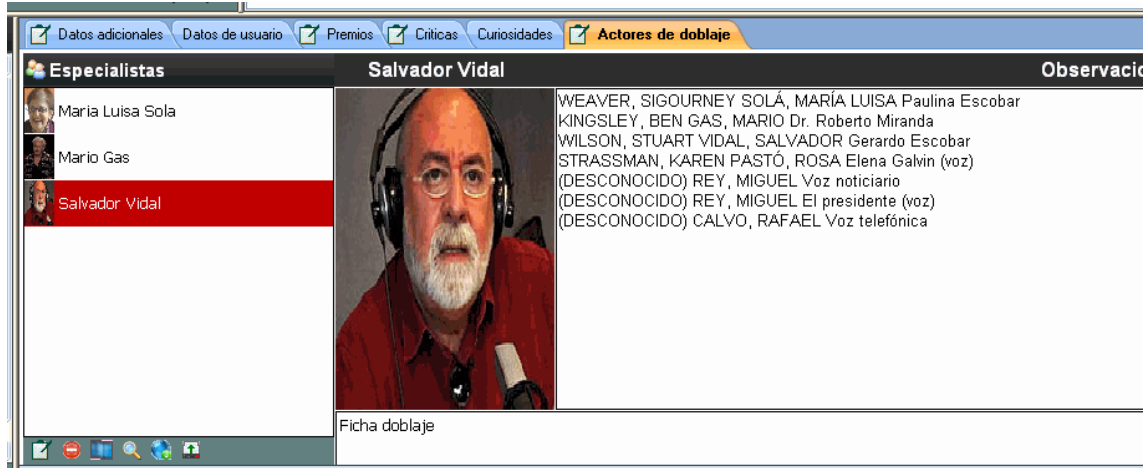 Datos adicionales Datos de usuario Premios Criticas Curiosidades Actores de doblaje
Especialistas
Salvador Vidal
Observacio
Maria Luisa Sola
Mario Gas
Salvador Vidal
WEAVER, SIGOURNEY SOLÁ, MARÍA LUISA Paulina Escobar
KINGSLEY, BEN GAS, MARIO Dr. Roberto Miranda
WILSON, STUART VIDAL, SALVADOR Gerardo Escobar
STRASSMAN, KAREN PASTÓ, ROSA Elena Galvin (voz)
(DESCONOCIDO) REY, MIGUEL Voz noticiario
(DESCONOCIDO) REY, MIGUEL El presidente (voz)
(DESCONOCIDO) CALVO, RAFAEL Voz telefónica
Ficha doblaje